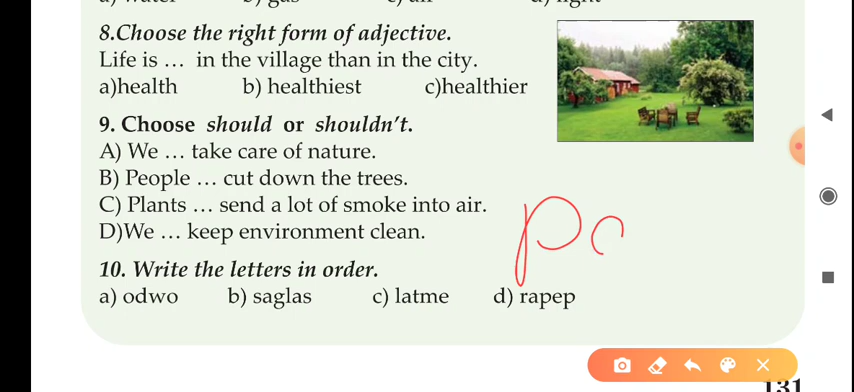 8.Choose the right form of adjective.
Life is … in the village than in the city.
a)health b) healthiest c)healthier
9. Choose should or shouldn't.
A) We … take care of nature.
B) People … cut down the trees.
C) Plants … send a lot of smoke into air.
D)We … keep environment clean.
10. Write the letters in order.
a) odwo b) saglas c) latme d) rapep
131